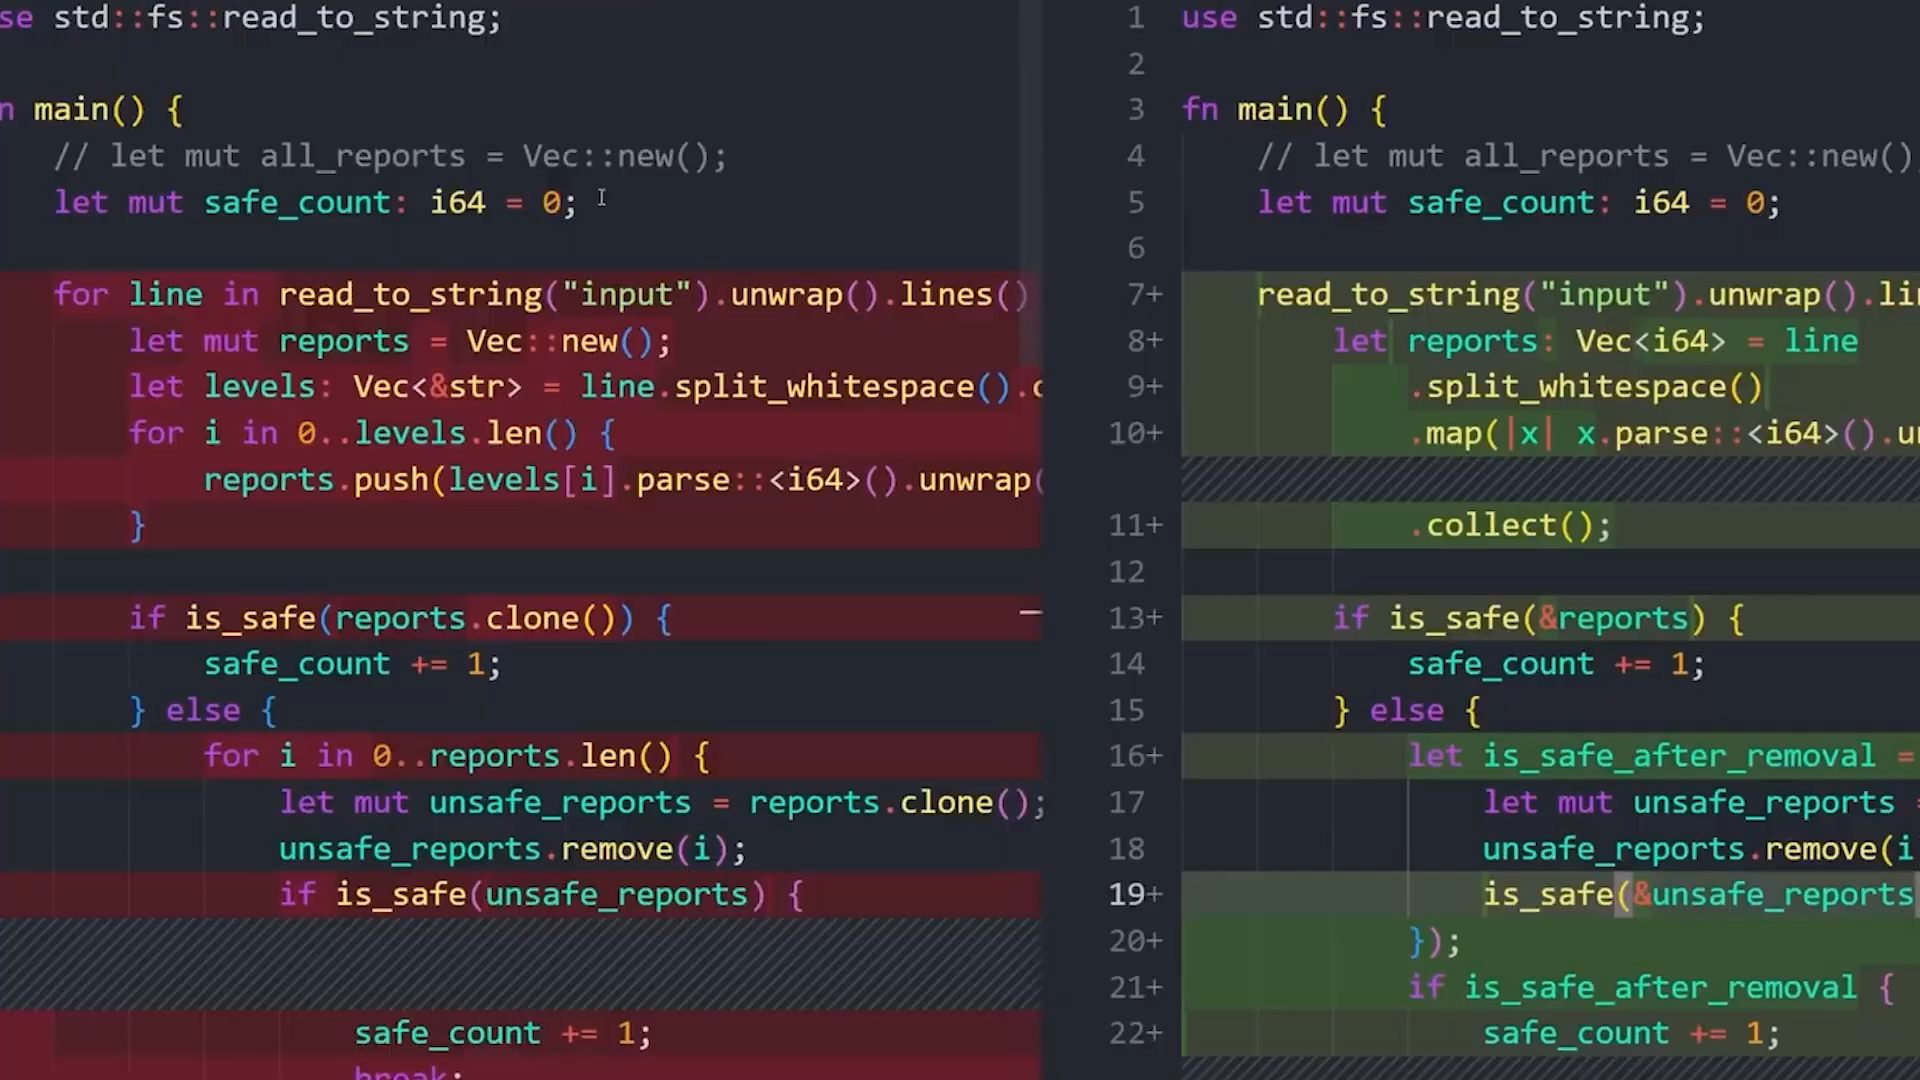 se std::fs::read_to_string;
n main() {
// let mut all_reports = Vec::new();
let mut safe_count: i64 = 0;
for line in read_to_string("input").unwrap().lines()
let mut reports = Vec::new();
let levels: Vec<&str> = line.split_whitespace().c
for i in 0..levels.len() {
reports.push(levels[i].parse::<i64>().unwrap(
}
if is_safe(reports.clone()) {
safe_count += 1;
} else {
for i in 0..reports.len() {
let mut unsafe_reports = reports.clone();
unsafe_reports.remove(i);
if is_safe(unsafe_reports) {
safe_count += 1;
break;
1 use std::fs::read_to_string;
2
3 fn main() {
4 // let mut all_reports = Vec::new()
5 let mut safe_count: i64 = 0;
6
7+ read_to_string("input").unwrap().lin
8+ let reports: Vec<i64> = line
9+ .split_whitespace()
10+ .map(|x| x.parse::<i64>().un
11+ .collect();
12
13+ if is_safe(&reports) {
14 safe_count += 1;
15 } else {
16+ let is_safe_after_removal =
17 let mut unsafe_reports =
18 unsafe_reports.remove(i
19+ is_safe(&unsafe_reports
20+ });
21+ if is_safe_after_removal {
22+ safe_count += 1;